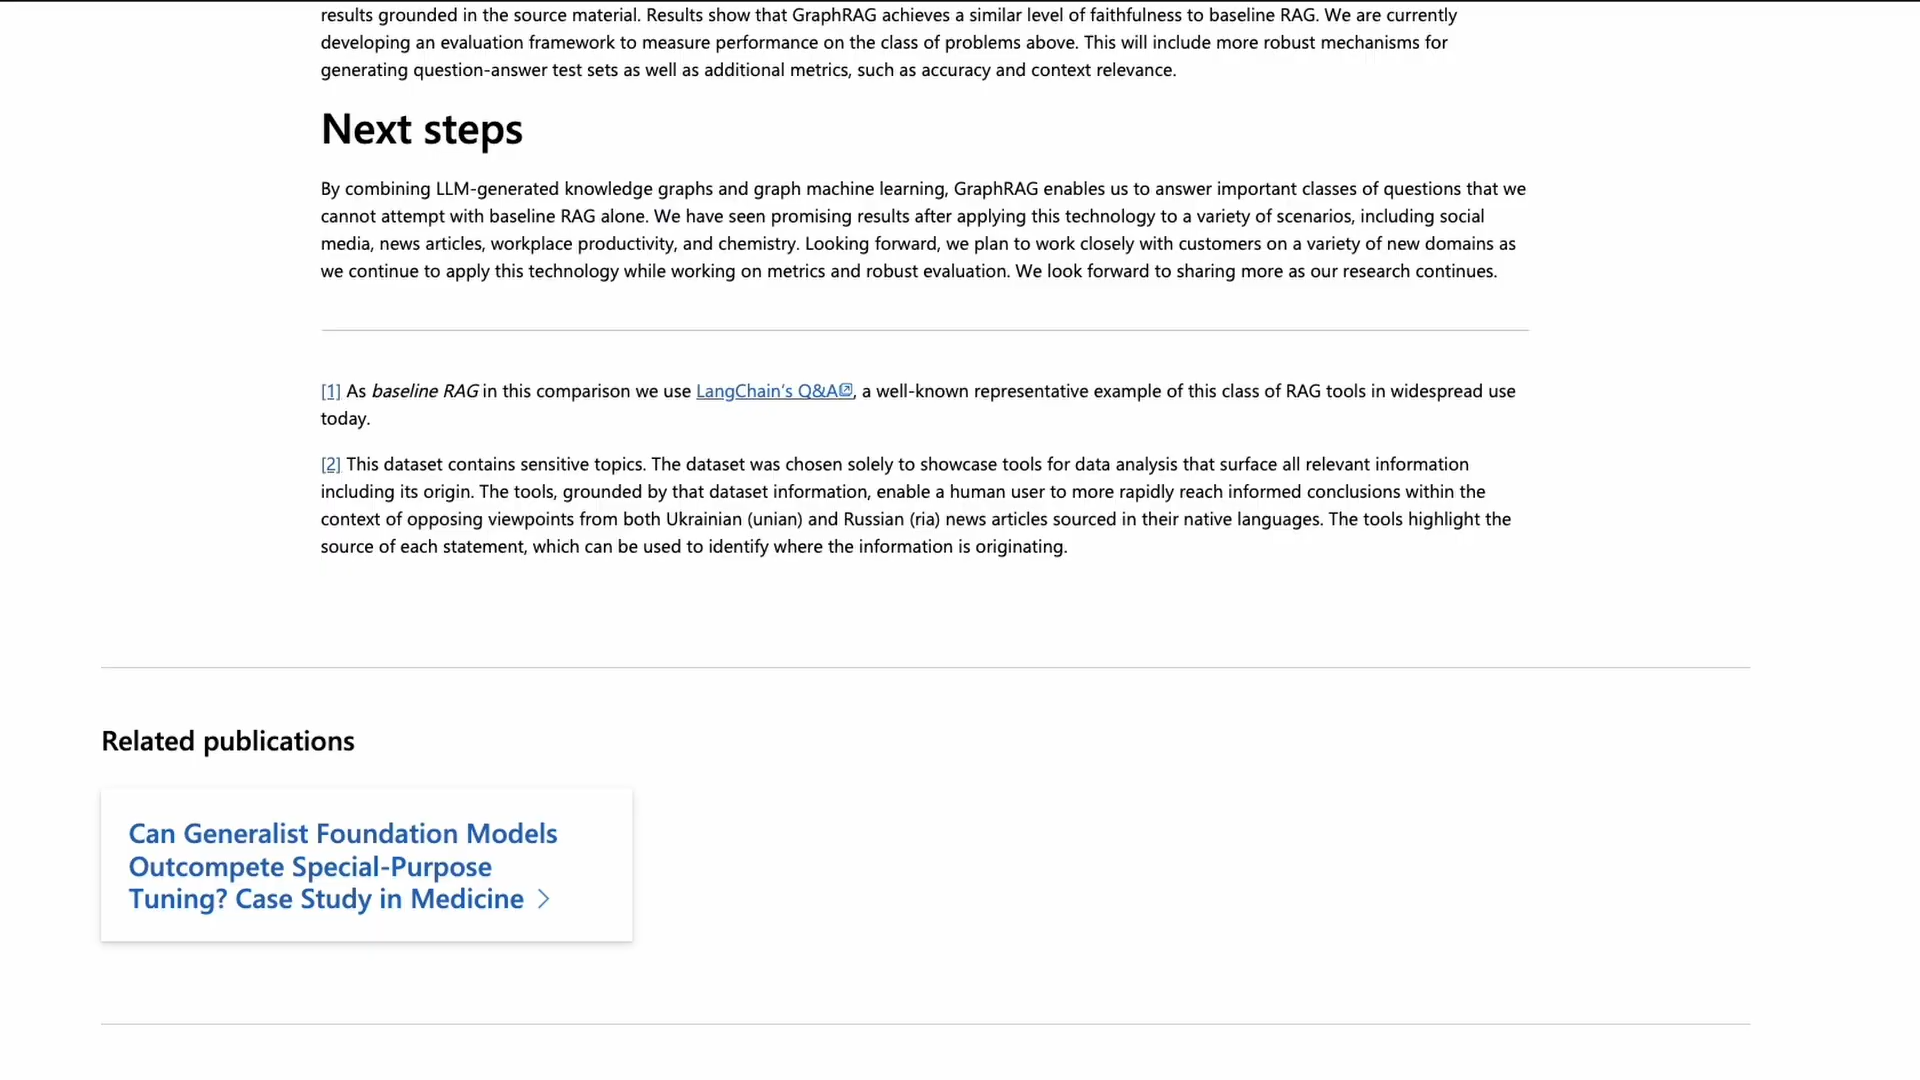 results grounded in the source material. Results show that GraphRAG achieves a similar level of faithfulness to baseline RAG. We are currently
developing an evaluation framework to measure performance on the class of problems above. This will include more robust mechanisms for
generating question-answer test sets as well as additional metrics, such as accuracy and context relevance.
Next steps
By combining LLM-generated knowledge graphs and graph machine learning, GraphRAG enables us to answer important classes of questions that we
cannot attempt with baseline RAG alone. We have seen promising results after applying this technology to a variety of scenarios, including social
media, news articles, workplace productivity, and chemistry. Looking forward, we plan to work closely with customers on a variety of new domains as
we continue to apply this technology while working on metrics and robust evaluation. We look forward to sharing more as our research continues.
[1] As baseline RAG in this comparison we use LangChain's Q&A, a well-known representative example of this class of RAG tools in widespread use
today.
[2] This dataset contains sensitive topics. The dataset was chosen solely to showcase tools for data analysis that surface all relevant information
including its origin. The tools, grounded by that dataset information, enable a human user to more rapidly reach informed conclusions within the
context of opposing viewpoints from both Ukrainian (unian) and Russian (ria) news articles sourced in their native languages. The tools highlight the
source of each statement, which can be used to identify where the information is originating.
Related publications
Can Generalist Foundation Models
Outcompete Special-Purpose
Tuning? Case Study in Medicine